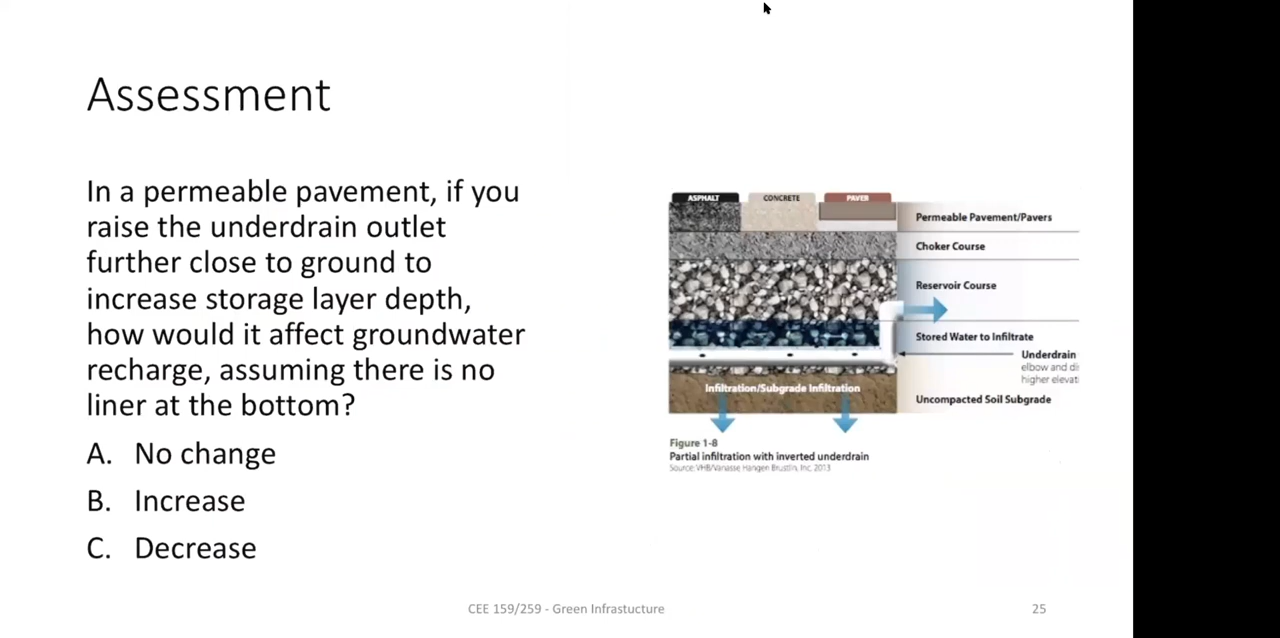 Assessment
In a permeable pavement, if you
raise the underdrain outlet
further close to ground to
increase storage layer depth,
how would it affect groundwater
recharge, assuming there is no
liner at the bottom?
A. No change
B. Increase
C. Decrease
ASPHALT
CONCRETE
PAVER
Permeable Pavement/Pavers
Choker Course
Reservoir Course
Stored Water to Infiltrate
Underdrain
elbow and di
higher elevati
Infiltration/Subgrade Infiltration
Uncompacted Soil Subgrade
Figure 1-8
Partial infiltration with inverted underdrain
Source: VHB/Vanasse Hangen Brustlin, Inc. 2013
CEE 159/259 - Green Infrastucture
25